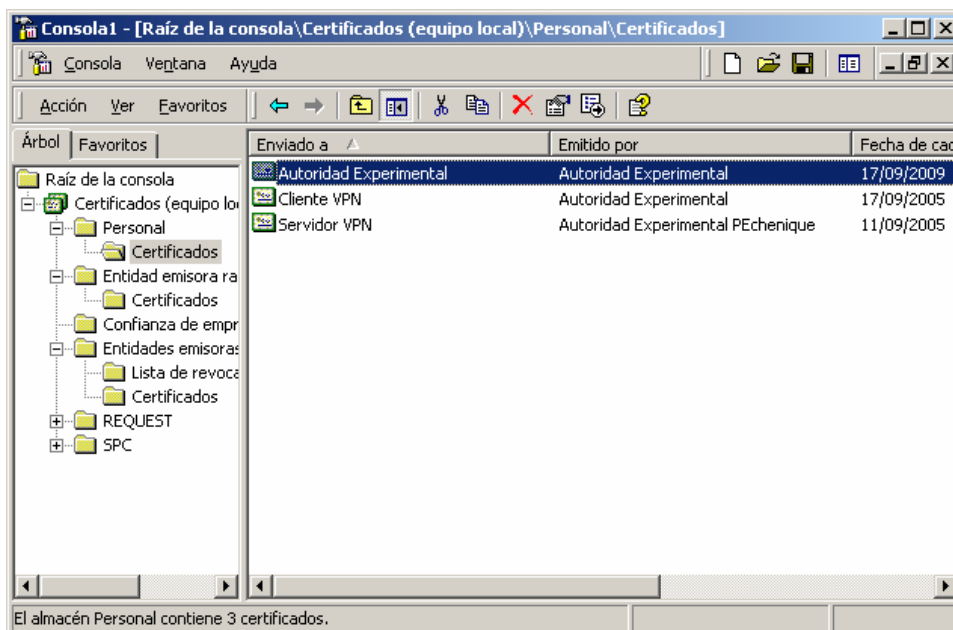 Consola1 - [Raíz de la consola\Certificados (equipo local)\Personal\Certificados]
Consola Ventana Ayuda
Acción Ver Favoritos
Árbol Favoritos
Enviado a Emitido por Fecha de cad
Raíz de la consola
Certificados (equipo lo
Personal
Certificados
Entidad emisora ra
Certificados
Confianza de empr
Entidades emisoras
Lista de revoca
Certificados
REQUEST
SPC
Autoridad Experimental Autoridad Experimental 17/09/2009
Cliente VPN Autoridad Experimental 17/09/2005
Servidor VPN Autoridad Experimental PEchenique 11/09/2005
El almacén Personal contiene 3 certificados.